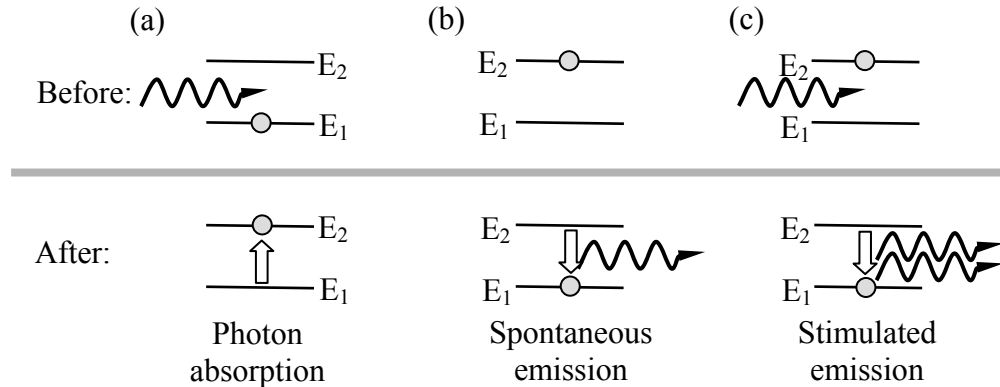 (a) (b) (c)
E2 E2 E2
Before:
E1 E1 E1
E2 E2 E2
After:
E1 E1 E1
Photon Spontaneous Stimulated
absorption emission emission